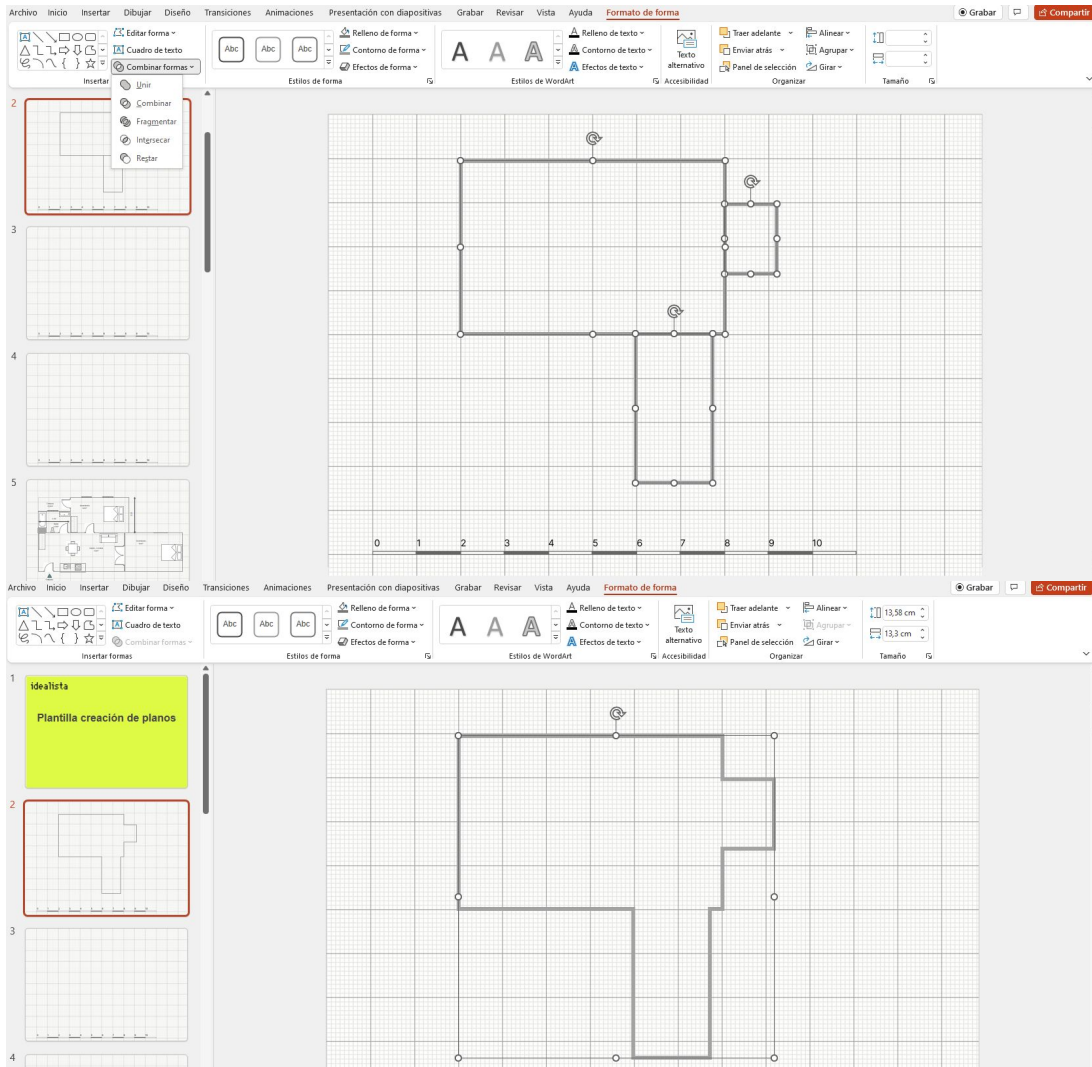 Archivo Inicio Insertar Dibujar Diseño Transiciones Animaciones Presentación con diapositivas Grabar Revisar Vista Ayuda Formato de forma Grabar Compartir
Editar forma Abc Abc Abc Relleno de forma A A A Relleno de texto Traer adelante Alinear
Cuadro de texto Contorno de forma Contorno de texto Texto alternativo Enviar atrás Agrupar
Combinar formas Efectos de forma Efectos de texto Panel de selección Girar
Insertar Estilos de forma Estilos de WordArt Accesibilidad Organizar Tamaño
Unir
Combinar
Fragmentar
Intersecar
Restar
2
3
4
5
0 1 2 3 4 5 6 7 8 9 10
Archivo Inicio Insertar Dibujar Diseño Transiciones Animaciones Presentación con diapositivas Grabar Revisar Vista Ayuda Formato de forma Grabar Compartir
Editar forma Abc Abc Abc Relleno de forma A A A Relleno de texto Traer adelante Alinear 13,58 cm
Cuadro de texto Contorno de forma Contorno de texto Texto alternativo Enviar atrás Agrupar 13,3 cm
Combinar formas Efectos de forma Efectos de texto Panel de selección Girar
Insertar formas Estilos de forma Estilos de WordArt Accesibilidad Organizar Tamaño
1
idealista
Plantilla creación de planos
2
3
4